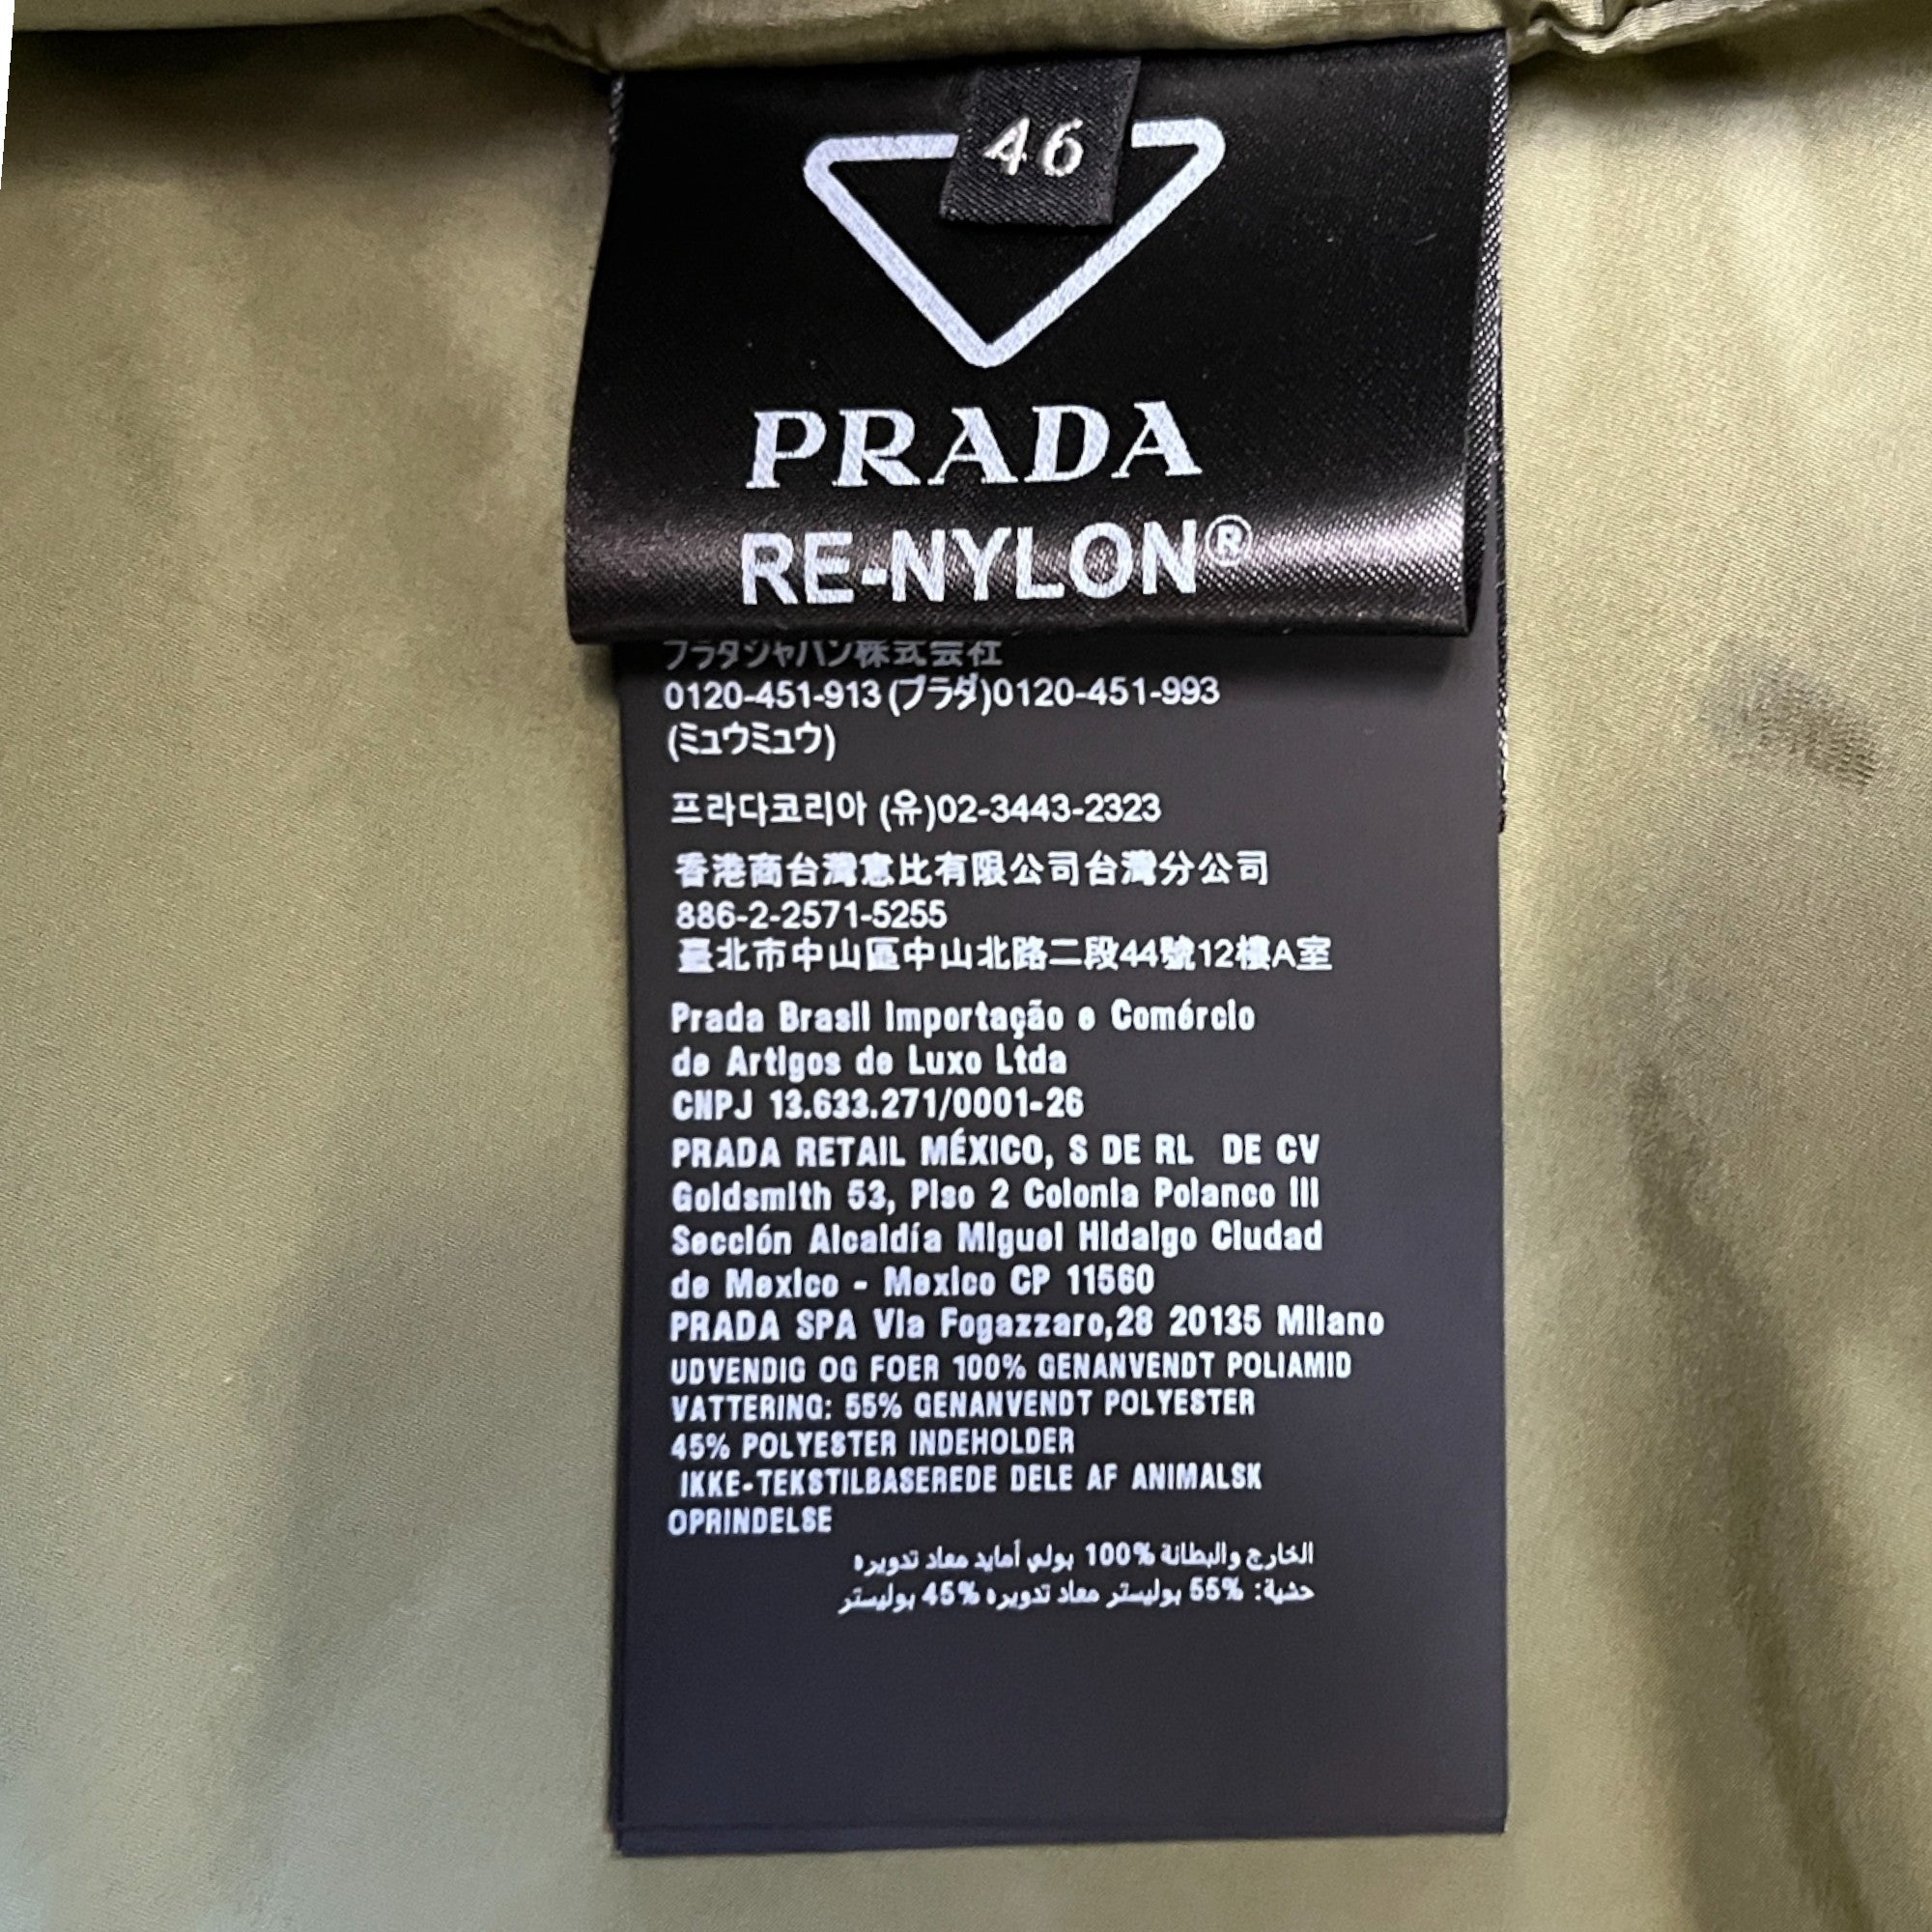 46
PRADA
RE-NYLON®
プラダジャパン株式会社
0120-451-913 (プラダ)0120-451-993
(ミュウミュウ)
프라다코리아 (유)02-3443-2323
香港商台灣惠比有限公司台灣分公司
886-2-2571-5255
臺北市中山區中山北路二段44號12樓A室
Prada Brasil Importação e Comércio
de Artigos de Luxo Ltda
CNPJ 13.633.271/0001-26
PRADA RETAIL MÉXICO, S DE RL DE CV
Goldsmith 53, Piso 2 Colonia Polanco III
Sección Alcaldía Miguel Hidalgo Ciudad
de Mexico - Mexico CP 11560
PRADA SPA Via Fogazzaro,28 20135 Milano
UDVENDIG OG FOER 100% GENANVENDT POLIAMID
VATTERING: 55% GENANVENDT POLYESTER
45% POLYESTER INDEHOLDER
IKKE-TEKSTILBASEREDE DELE AF ANIMALSK
OPRINDELSE
الخارج والبطانة 100% بولي أمايد معاد تدويره
حشية: 55% بوليستر معاد تدويره 45% بوليستر